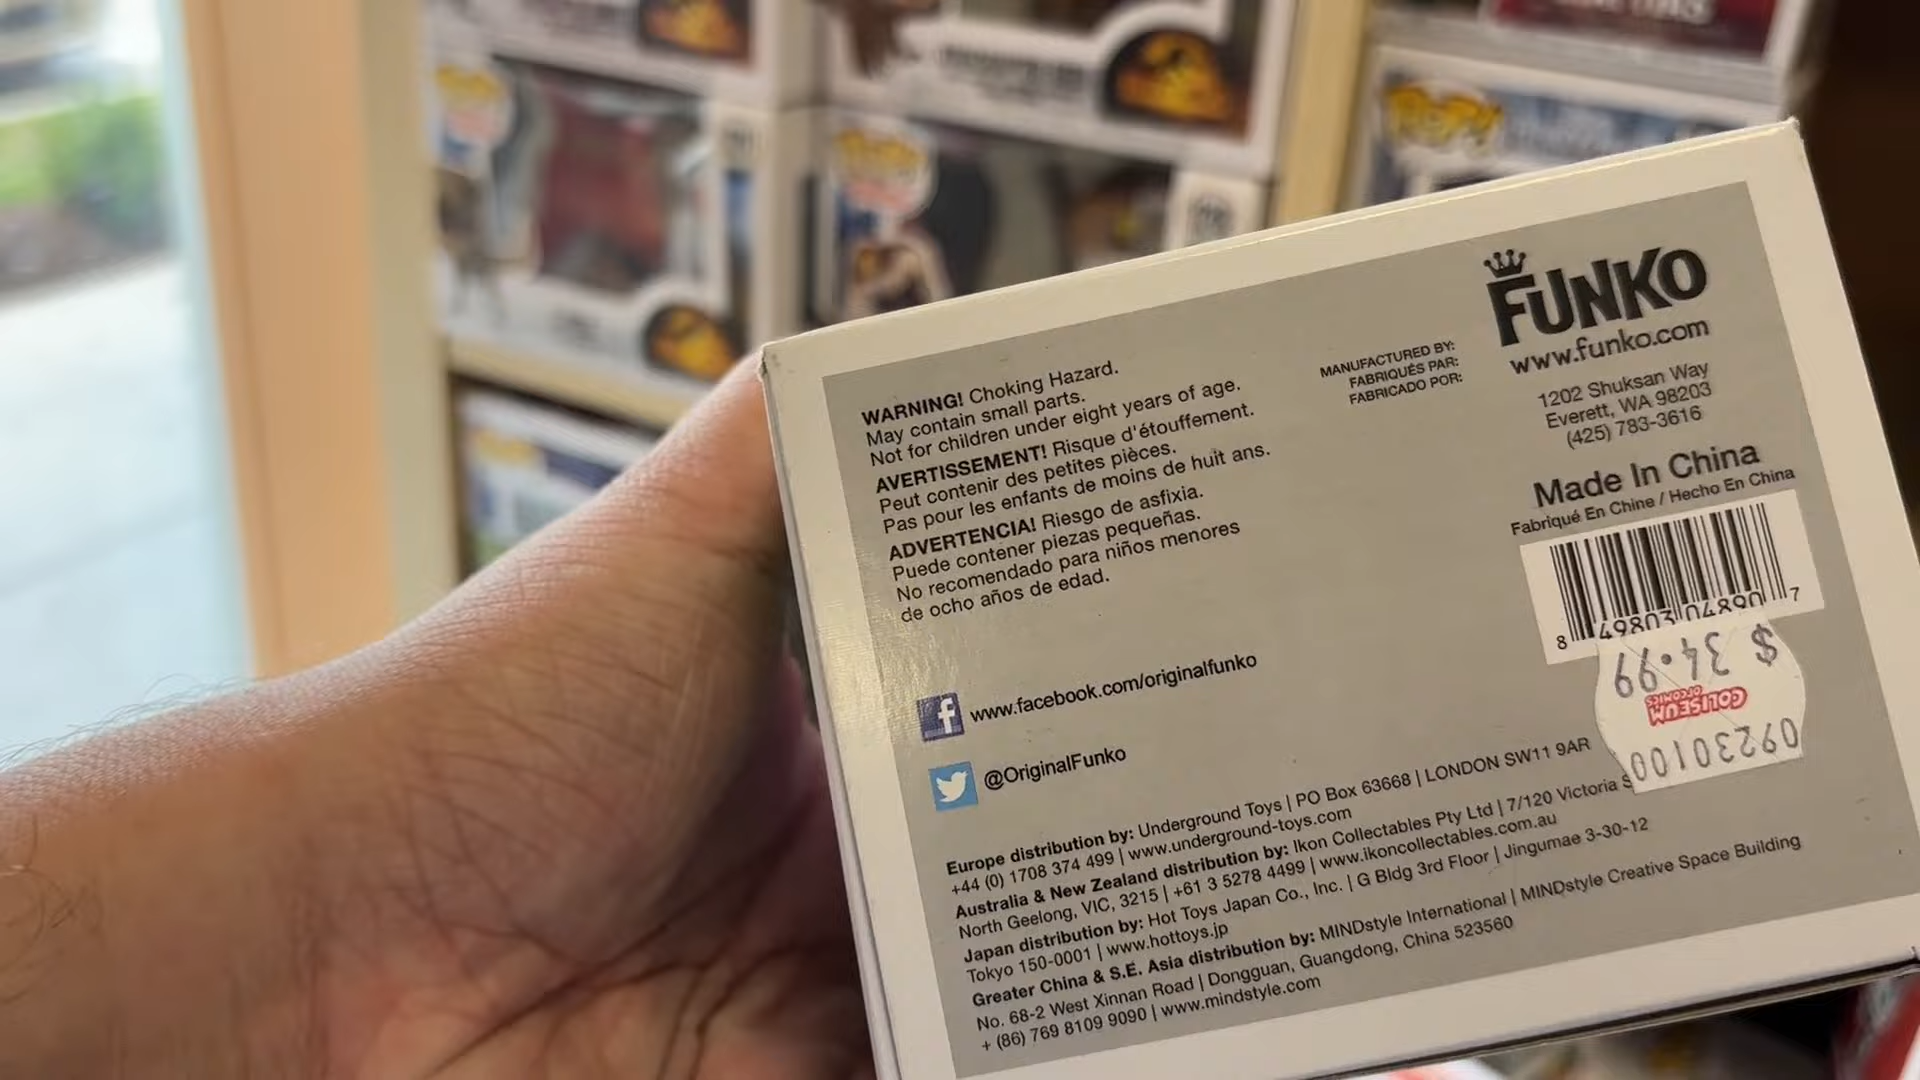 WARNING! Choking Hazard.
May contain small parts.
Not for children under eight years of age.
AVERTISSEMENT! Risque d'étouffement.
Peut contenir des petites pièces.
Pas pour les enfants de moins de huit ans.
ADVERTENCIA! Riesgo de asfixia.
Puede contener piezas pequeñas.
No recomendado para niños menores
de ocho años de edad.
MANUFACTURED BY:
FABRIQUÉS PAR:
FABRICADO POR:
FUNKO
www.funko.com
1202 Shuksan Way
Everett, WA 98203
(425) 783-3616
Made In China
Fabriqué En Chine / Hecho En China
8 49803 04890 7
$ 34.99
COLISEUM
OF COMICS
09230100
www.facebook.com/originalfunko
@OriginalFunko
Europe distribution by: Underground Toys | PO Box 63668 | LONDON SW11 9AR
+44 (0) 1708 374 499 | www.underground-toys.com
Australia & New Zealand distribution by: Ikon Collectables Pty Ltd | 7/120 Victoria S
North Geelong, VIC, 3215 | +61 3 5278 4499 | www.ikoncollectables.com.au
Japan distribution by: Hot Toys Japan Co., Inc. | G Bldg 3rd Floor | Jingumae 3-30-12
Tokyo 150-0001 | www.hottoys.jp
Greater China & S.E. Asia distribution by: MINDstyle International | MINDstyle Creative Space Building
No. 68-2 West Xinnan Road | Dongguan, Guangdong, China 523560
+ (86) 769 8109 9090 | www.mindstyle.com
POP!